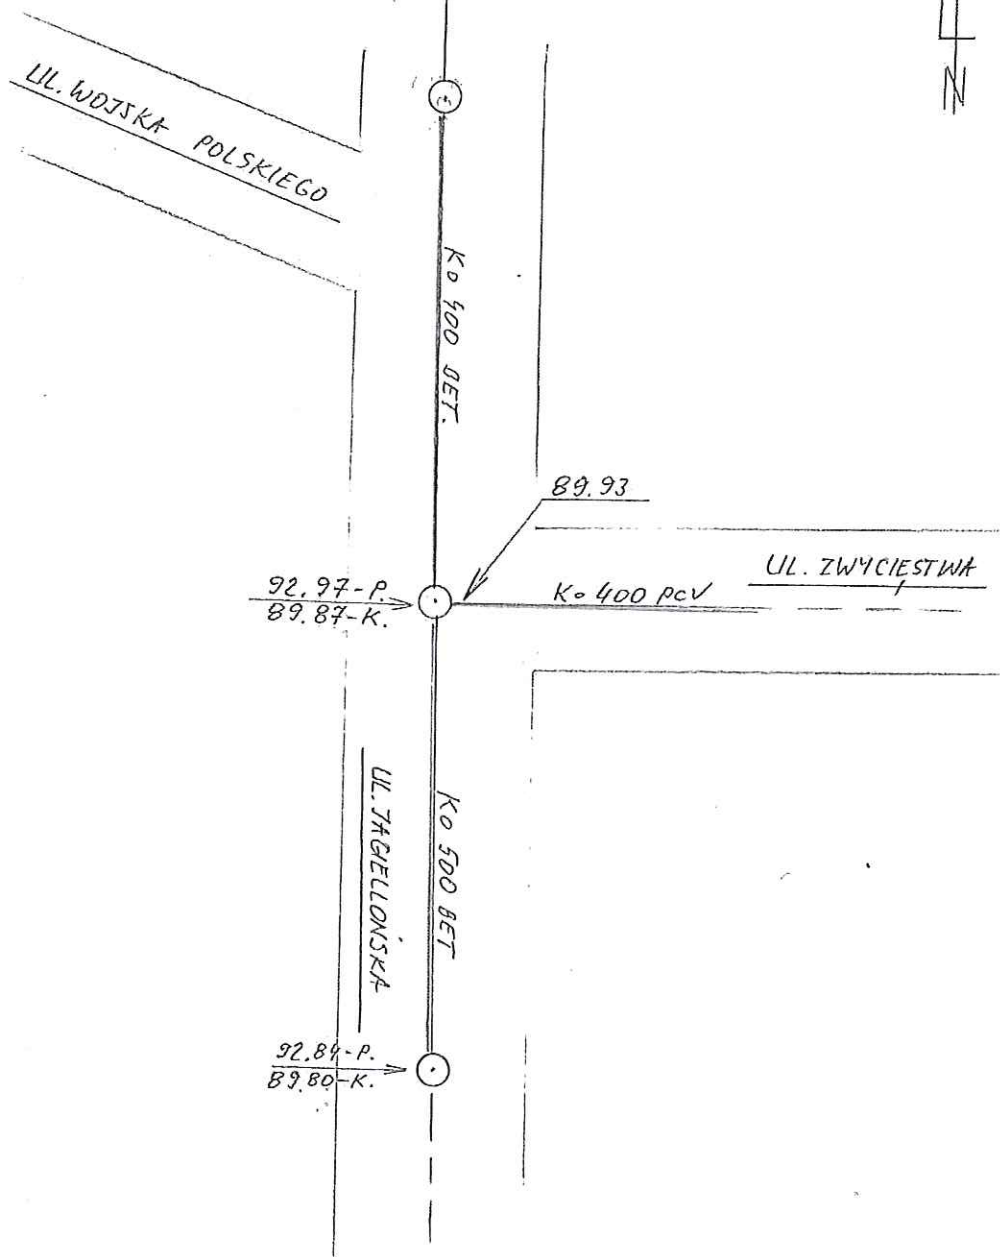 N
UL. WOJSKA POLSKIEGO
Ko 400 BET.
89.93
UL. ZWYCIĘSTWA
92.97-P.
89.87-K.
Ko 400 PCV
UL. JAGIELLOŃSKA
Ko 500 BET
92.84-P.
89.80-K.